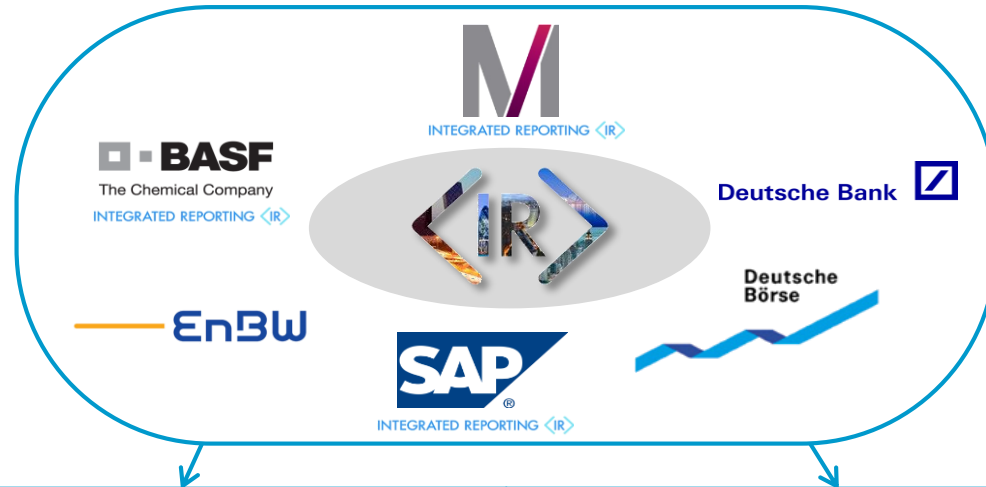 M
INTEGRATED REPORTING <IR>
BASF
The Chemical Company
INTEGRATED REPORTING <IR>
<IR>
Deutsche Bank
Deutsche
Börse
EnBW
SAP
®
INTEGRATED REPORTING <IR>